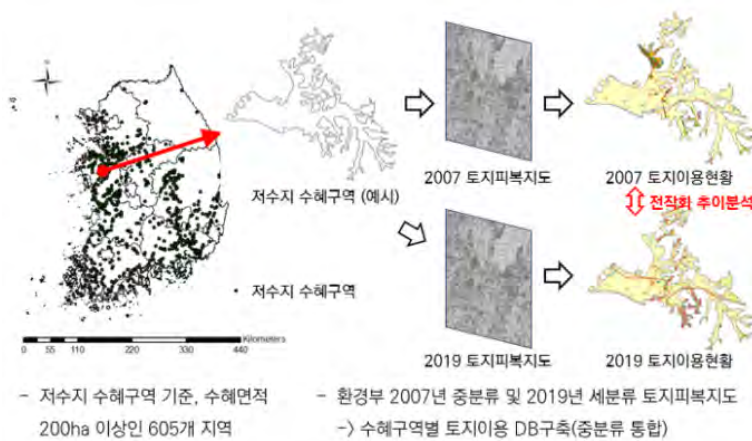 저수지 수혜구역 (예시)
2007 토지피복지도
2007 토지이용현황
전작화 추이분석
• 저수지 수혜구역
Kilometers
0 55 110 220 330 440
2019 토지피복지도
2019 토지이용현황
- 저수지 수혜구역 기준, 수혜면적
200ha 이상인 605개 지역
- 환경부 2007년 중분류 및 2019년 세분류 토지피복지도
-> 수혜구역별 토지이용 DB구축(중분류 통합)